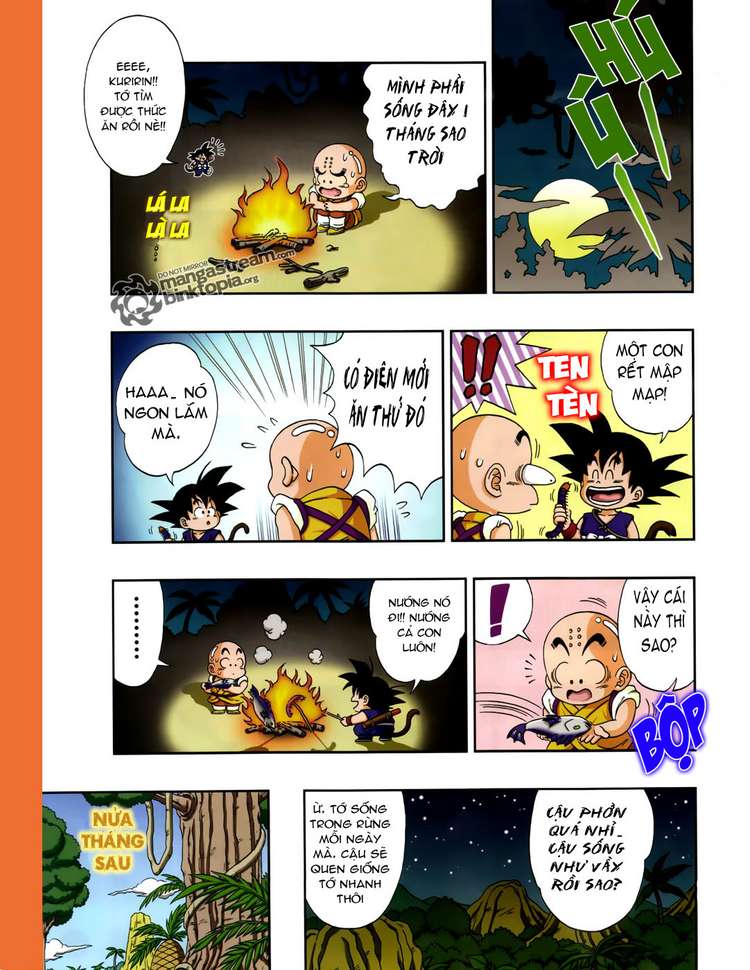 HÚ
Ú
MÌNH PHẢI
SỐNG ĐÂY 1
THÁNG SAO
TRỜI
EEEE,
KURIRIN!!
TỚ TÌM
ĐƯỢC THỨC
ĂN RỒI NÈ!!
LÁ LA
LÀ LA
DO NOT MIRROR
mangastream.com
binktopia.org
MỘT CON
RẾT MẬP
MẠP!
TEN
TÈN
!!
CÓ ĐIÊN MỚI
ĂN THỨ ĐÓ
HAAA_ NÓ
NGON LẮM
MÀ.
VẬY CÁI
NÀY THÌ
SAO?
!
BỘP
NƯỚNG NÓ
ĐI!! NƯỚNG
CẢ CON
LUÔN!
........
CẬU PHỞN
QUÁ NHỈ_
CẬU SỐNG
NHƯ VẦY
RỒI SAO?
Ừ. TỚ SỐNG
TRONG RỪNG
MỖI NGÀY
MÀ. CẬU SẼ
QUEN GIỐNG
TỚ NHANH
THÔI
NỬA
THÁNG
SAU